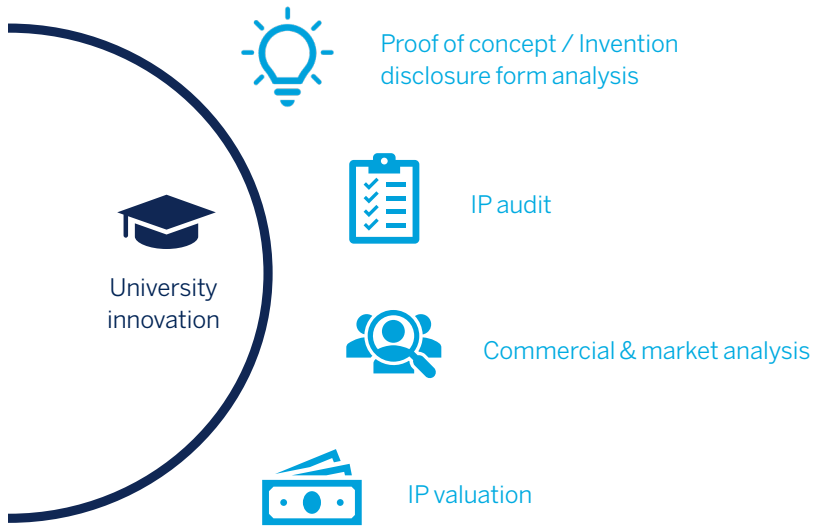 Proof of concept / Invention
disclosure form analysis
IP audit
University
innovation
Commercial & market analysis
IP valuation